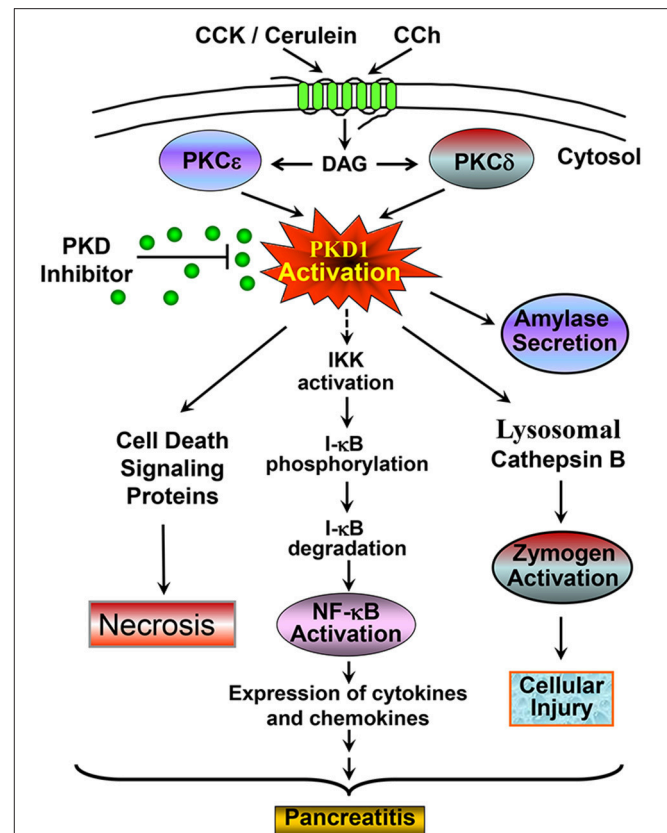 CCK / Cerulein
CCh
PKCε
DAG
PKCδ
Cytosol
PKD
Inhibitor
PKD1
Activation
Amylase
Secretion
IKK
activation
Cell Death
Signaling
Proteins
I-κB
phosphorylation
Lysosomal
Cathepsin B
I-κB
degradation
Zymogen
Activation
Necrosis
NF-κB
Activation
Expression of cytokines
and chemokines
Cellular
Injury
Pancreatitis